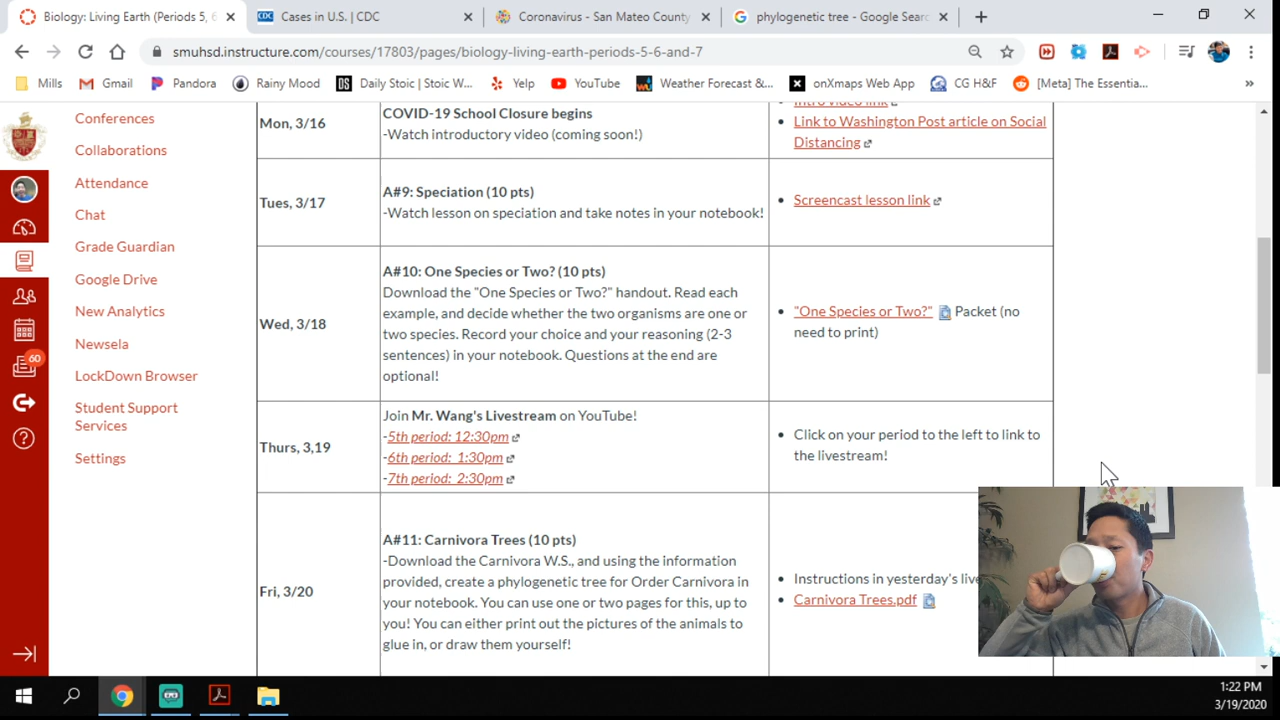 Biology: Living Earth (Periods 5, 6
Cases in U.S. | CDC
Coronavirus - San Mateo County
phylogenetic tree - Google Searc
smuhsd.instructure.com/courses/17803/pages/biology-living-earth-periods-5-6-and-7
Mills
Gmail
Pandora
Rainy Mood
Daily Stoic | Stoic W...
Yelp
YouTube
Weather Forecast &...
onXmaps Web App
CG H&F
[Meta] The Essentia...
Conferences
Collaborations
Attendance
Chat
Grade Guardian
Google Drive
New Analytics
Newsela
LockDown Browser
Student Support
Services
Settings
60
Mon, 3/16
COVID-19 School Closure begins
-Watch introductory video (coming soon!)
Intro video link
Link to Washington Post article on Social
Distancing
Tues, 3/17
A#9: Speciation (10 pts)
-Watch lesson on speciation and take notes in your notebook!
Screencast lesson link
Wed, 3/18
A#10: One Species or Two? (10 pts)
Download the "One Species or Two?" handout. Read each
example, and decide whether the two organisms are one or
two species. Record your choice and your reasoning (2-3
sentences) in your notebook. Questions at the end are
optional!
"One Species or Two?" Packet (no
need to print)
Thurs, 3,19
Join Mr. Wang's Livestream on YouTube!
-5th period: 12:30pm
-6th period: 1:30pm
-7th period: 2:30pm
Click on your period to the left to link to
the livestream!
Fri, 3/20
A#11: Carnivora Trees (10 pts)
-Download the Carnivora W.S., and using the information
provided, create a phylogenetic tree for Order Carnivora in
your notebook. You can use one or two pages for this, up to
you! You can either print out the pictures of the animals to
glue in, or draw them yourself!
Instructions in yesterday's live
Carnivora Trees.pdf
1:22 PM
3/19/2020